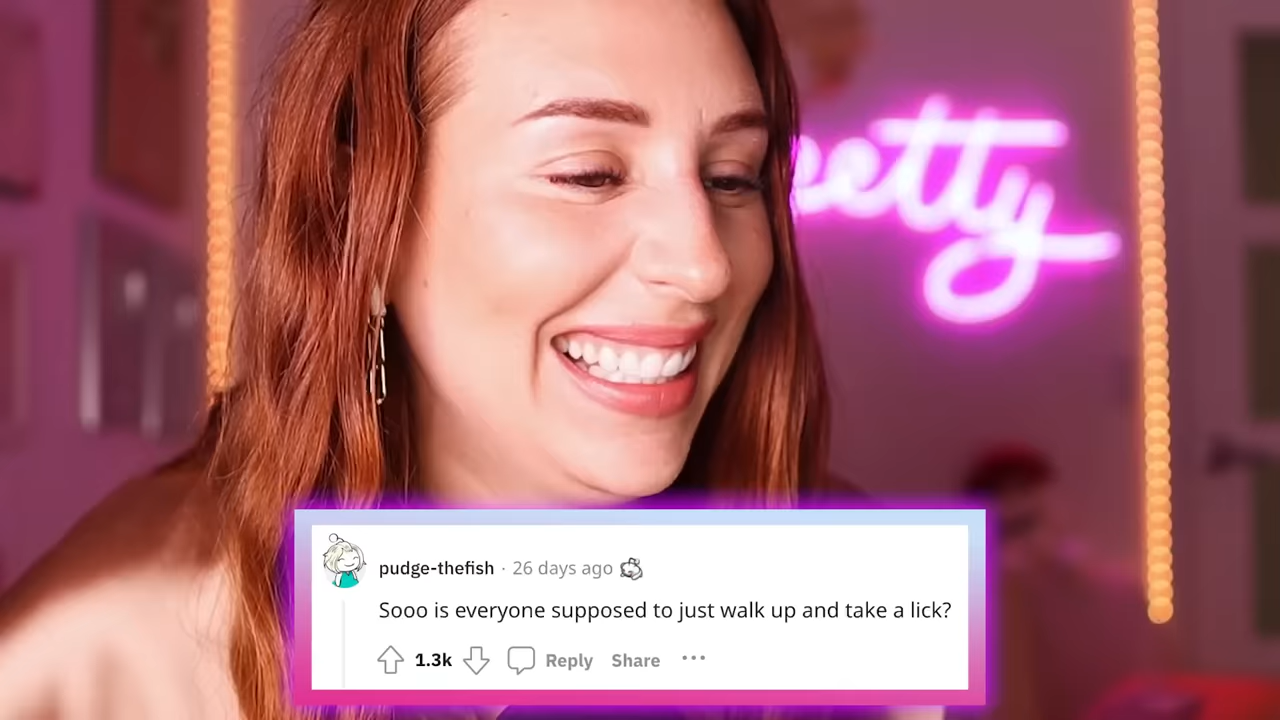 etty
pudge-thefish · 26 days ago
Sooo is everyone supposed to just walk up and take a lick?
1.3k Reply Share ...